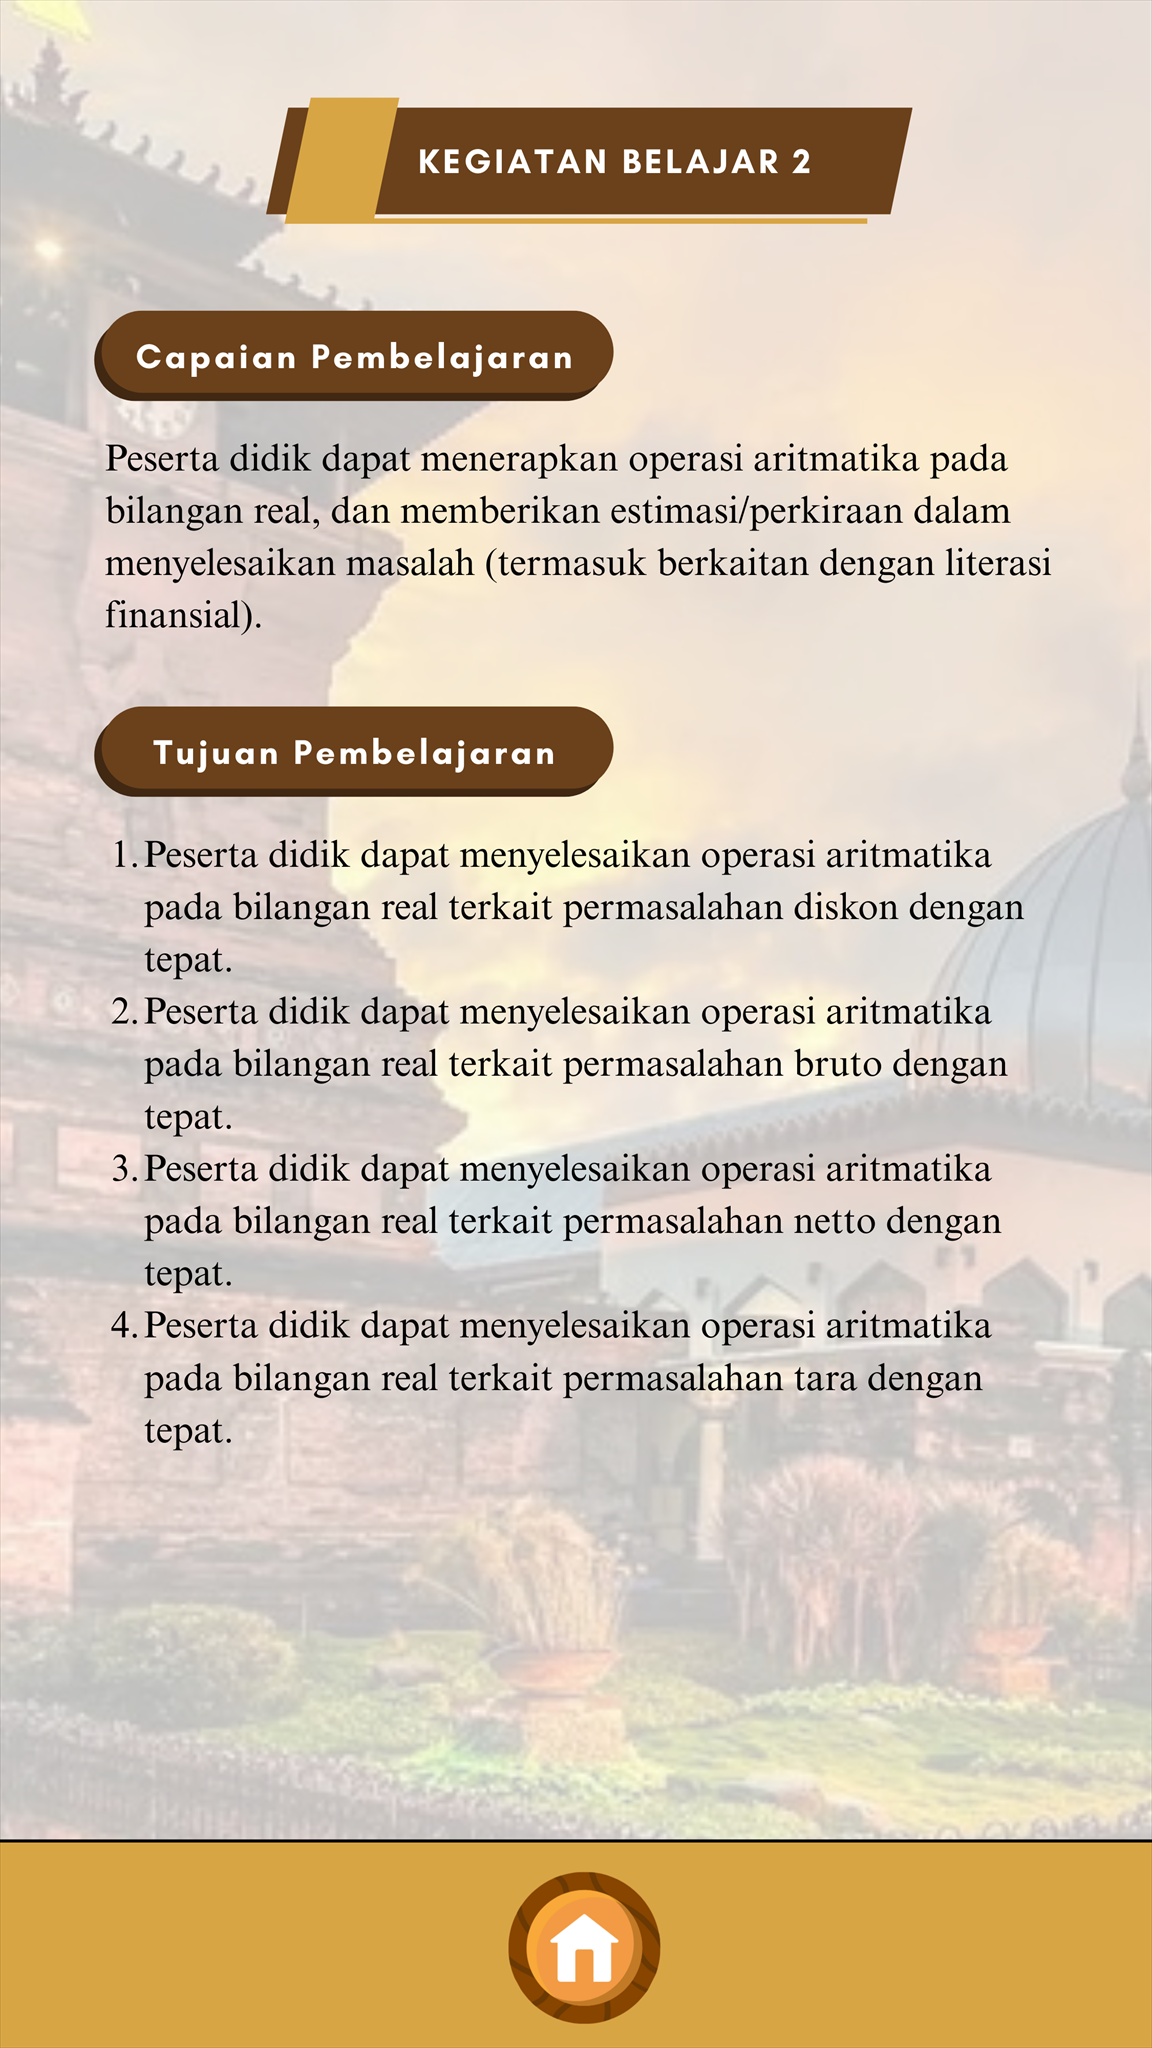 KEGIATAN BELAJAR 2
Capaian Pembelajaran
Peserta didik dapat menerapkan operasi aritmatika pada
bilangan real, dan memberikan estimasi/perkiraan dalam
menyelesaikan masalah (termasuk berkaitan dengan literasi
finansial).
Tujuan Pembelajaran
1. Peserta didik dapat menyelesaikan operasi aritmatika
pada bilangan real terkait permasalahan diskon dengan
tepat.
2. Peserta didik dapat menyelesaikan operasi aritmatika
pada bilangan real terkait permasalahan bruto dengan
tepat.
3. Peserta didik dapat menyelesaikan operasi aritmatika
pada bilangan real terkait permasalahan netto dengan
tepat.
4. Peserta didik dapat menyelesaikan operasi aritmatika
pada bilangan real terkait permasalahan tara dengan
tepat.